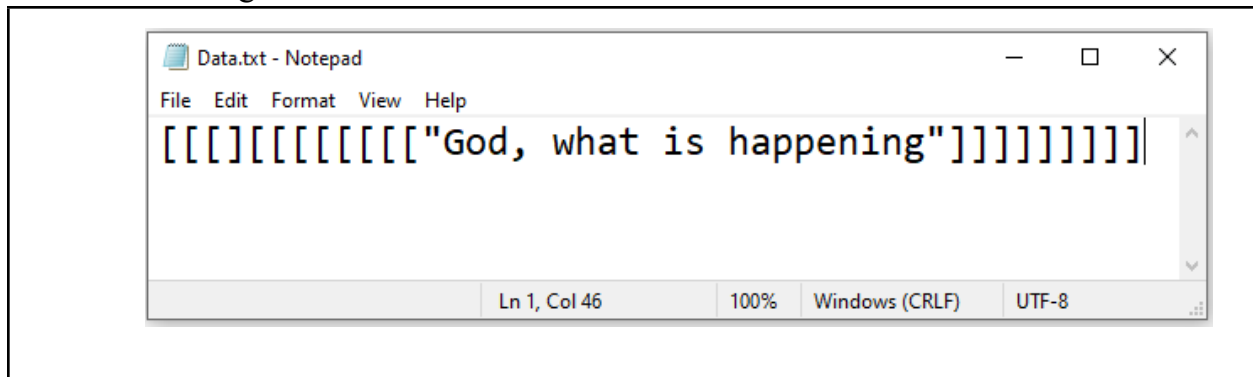 Data.txt - Notepad
File Edit Format View Help
[[[][[[[[[[["God, what is happening"]]]]]]]]]
Ln 1, Col 46 100% Windows (CRLF) UTF-8